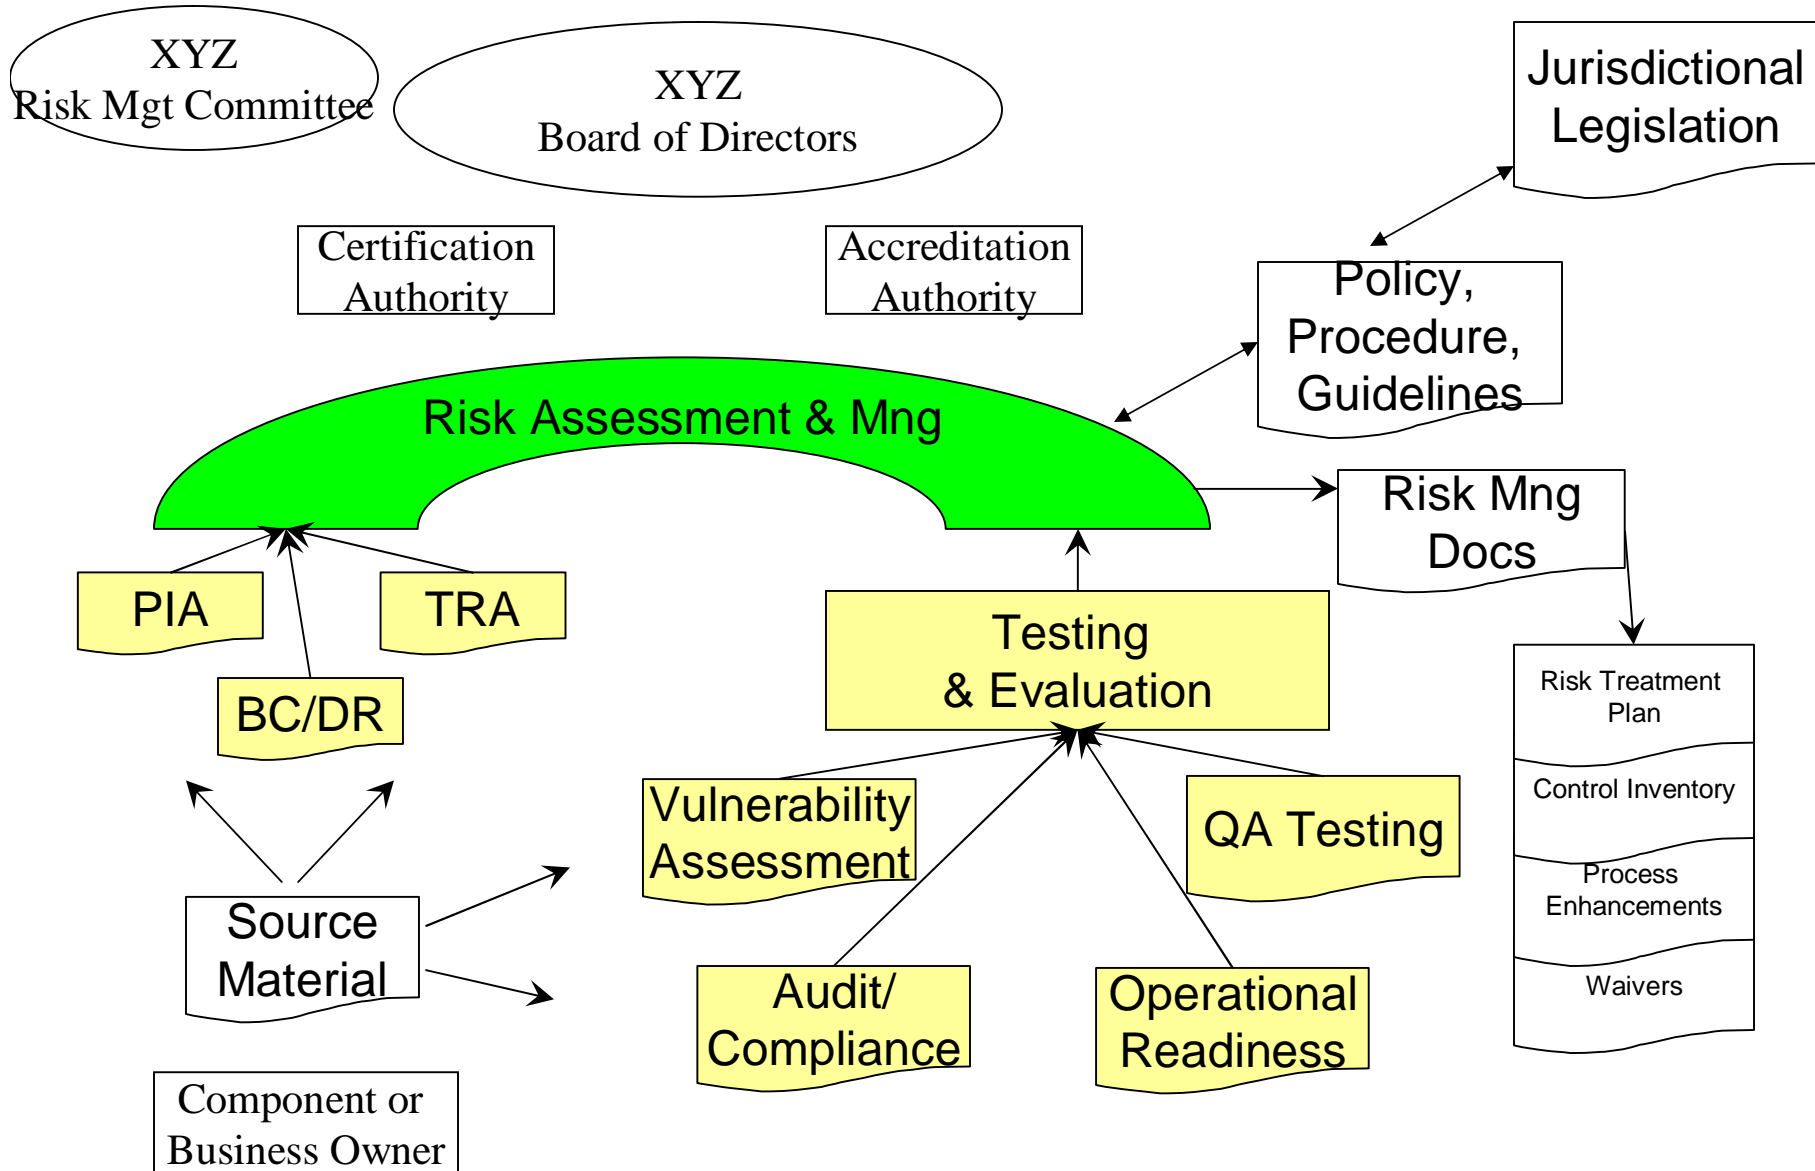 XYZ
Risk Mgt Committee
XYZ
Board of Directors
Jurisdictional
Legislation
Certification
Authority
Accreditation
Authority
Policy,
Procedure,
Guidelines
Risk Assessment & Mng
Risk Mng
Docs
PIA
TRA
BC/DR
Testing
& Evaluation
Risk Treatment
Plan
Control Inventory
Process
Enhancements
Waivers
Vulnerability
Assessment
QA Testing
Source
Material
Audit/
Compliance
Operational
Readiness
Component or
Business Owner